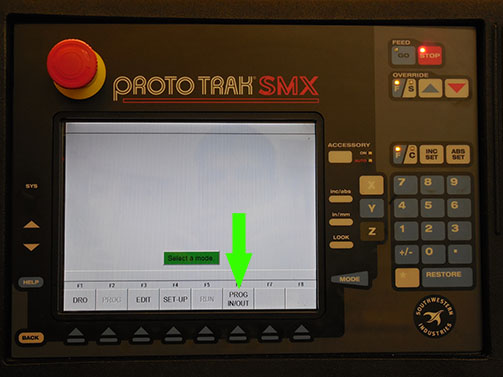 FEED
GO STOP
PROTO TRAK SMX
OVERRIDE
F/S
ACCESSORY
ON
AUTO
F/C INC SET ABS SET
SYS
inc/abs
X 7 8 9
in/mm
Y 4 5 6
LOOK
Z 1 2 3
+/- 0 •
Select a mode.
HELP
MODE
RESTORE
F1 F2 F3 F4 F5 F6 F7 F8
DRO PROG EDIT SET-UP RUN PROG IN/OUT
BACK
SOUTHWESTERN INDUSTRIES